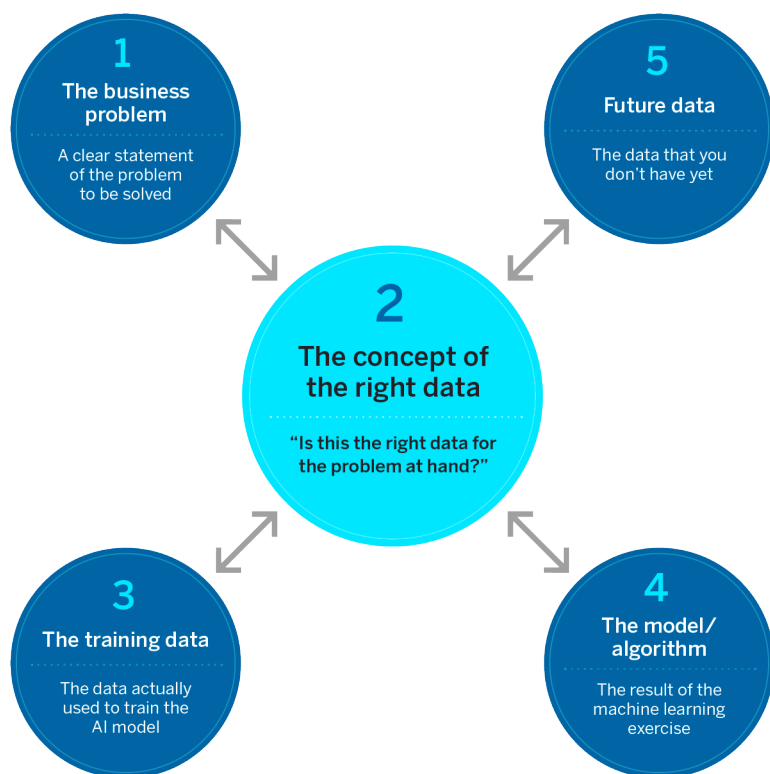 1
The business
problem
A clear statement
of the problem
to be solved
5
Future data
The data that you
don't have yet
2
The concept of
the right data
“Is this the right data for
the problem at hand?”
3
The training data
The data actually
used to train the
AI model
4
The model/
algorithm
The result of the
machine learning
exercise